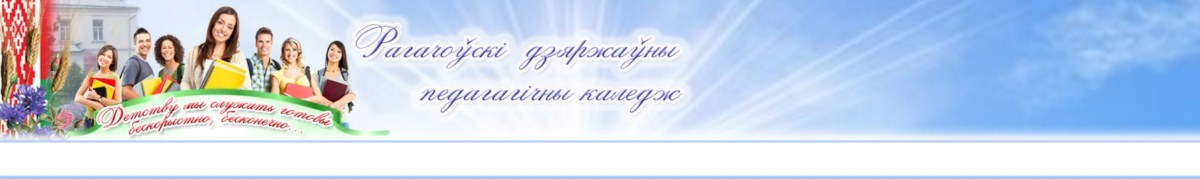 Рагачоўскі дзяржаўны
педагагічны каледж
Детству мы служить готовы
бескорыстно, бесконечно...